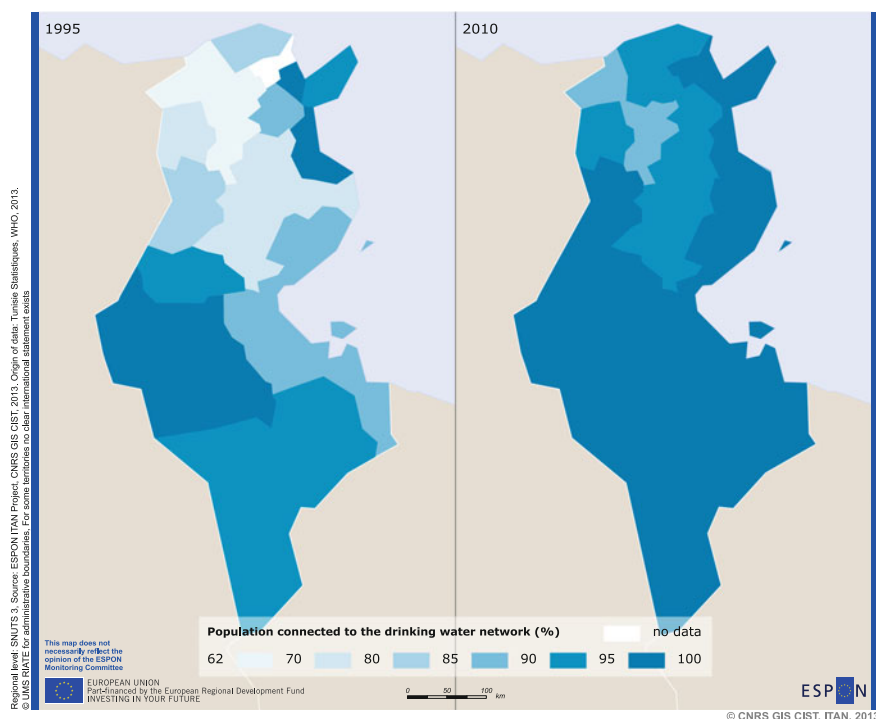 1995
2010
Regional level: SNUTS 3, Source: ESPON ITAN Project, CNRS GIS CIST, 2013. Origin of data: Tunisie Statistiques, WHO, 2013.
© UMS RIATE for administrative boundaries. For some territories no clear international statement exists
Population connected to the drinking water network (%)
no data
62 70 80 85 90 95 100
This map does not
necessarily reflect the
opinion of the ESPON
Monitoring Committee
EUROPEAN UNION
Part-financed by the European Regional Development Fund
INVESTING IN YOUR FUTURE
0 50 100
km
ESPON
© CNRS GIS CIST, ITAN, 2013